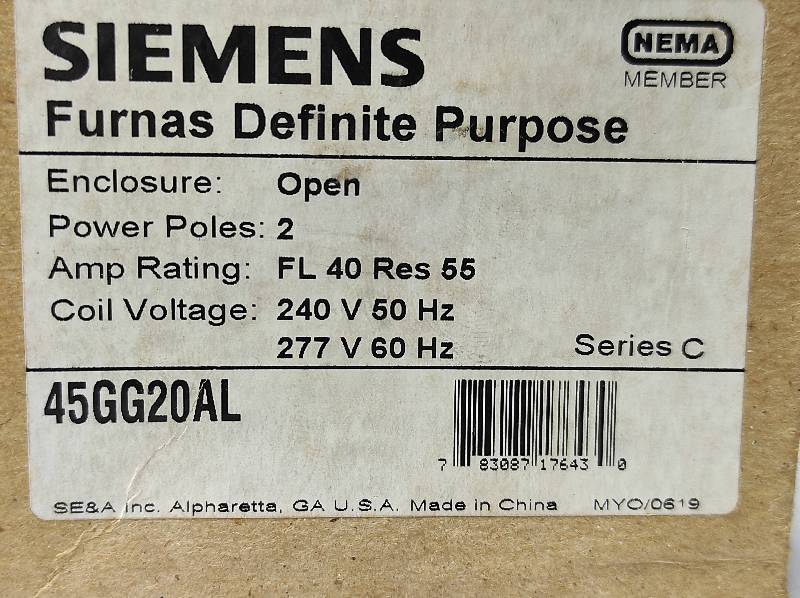 SIEMENS
NEMA
MEMBER
Furnas Definite Purpose
Enclosure: Open
Power Poles: 2
Amp Rating: FL 40 Res 55
Coil Voltage: 240 V 50 Hz
277 V 60 Hz
Series C
45GG20AL
7 83087 17643 0
SE&A Inc. Alpharetta, GA U.S.A. Made in China MYO/0619